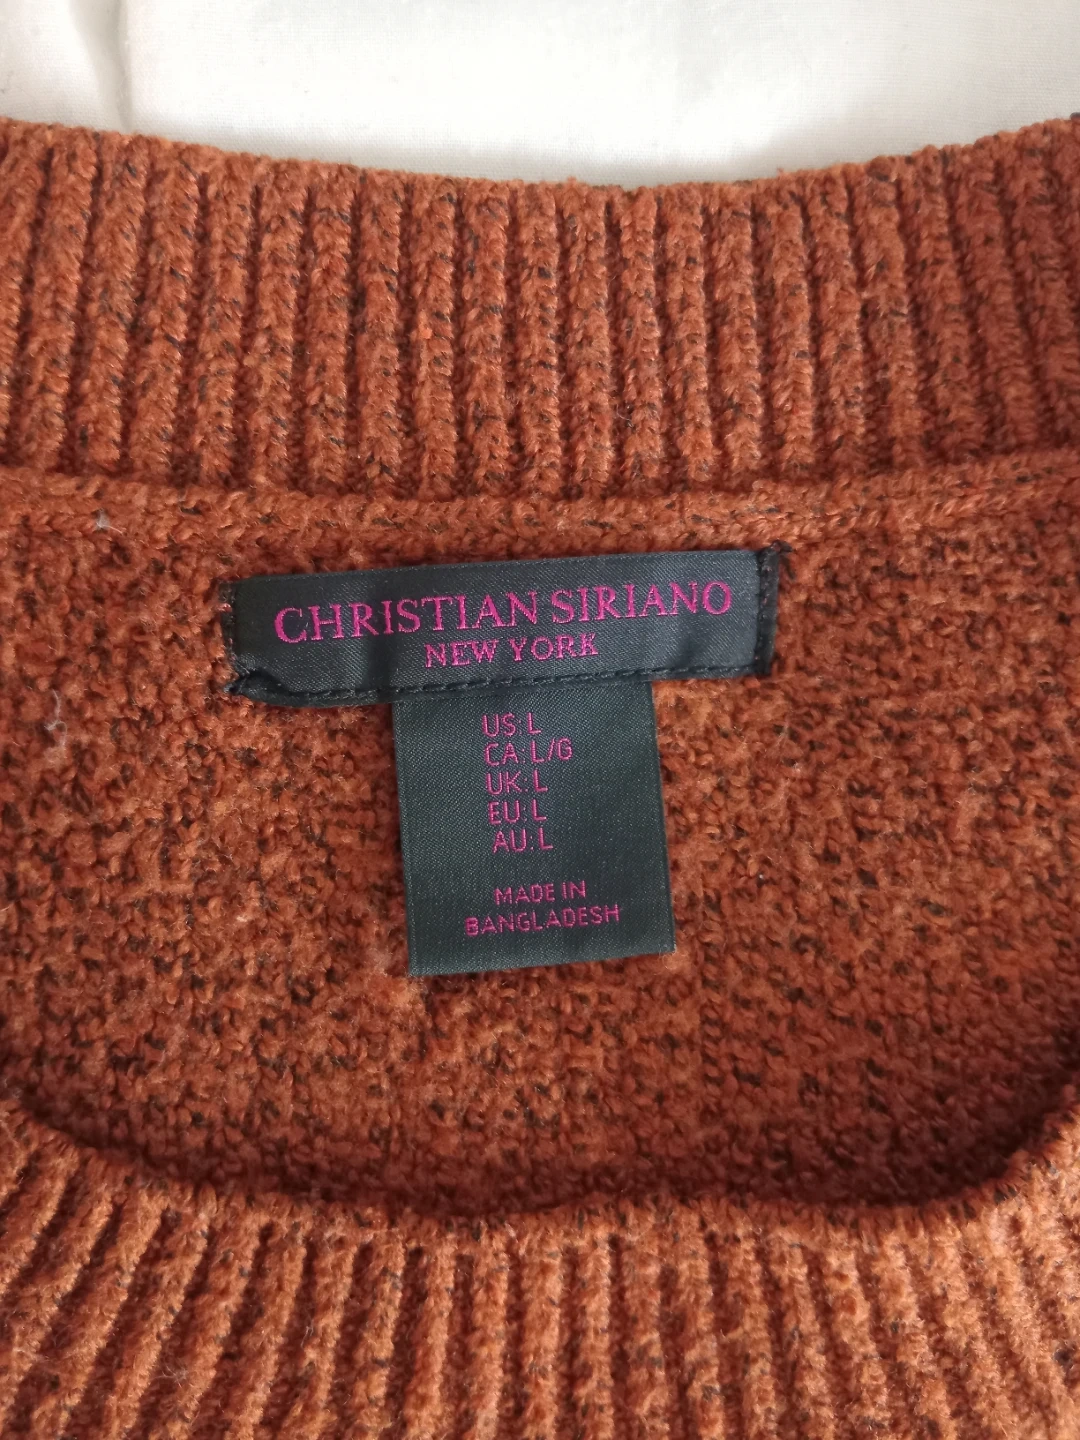 CHRISTIAN SIRIANO
NEW YORK
US: L
CA: L/G
UK: L
EU: L
AU: L
MADE IN
BANGLADESH